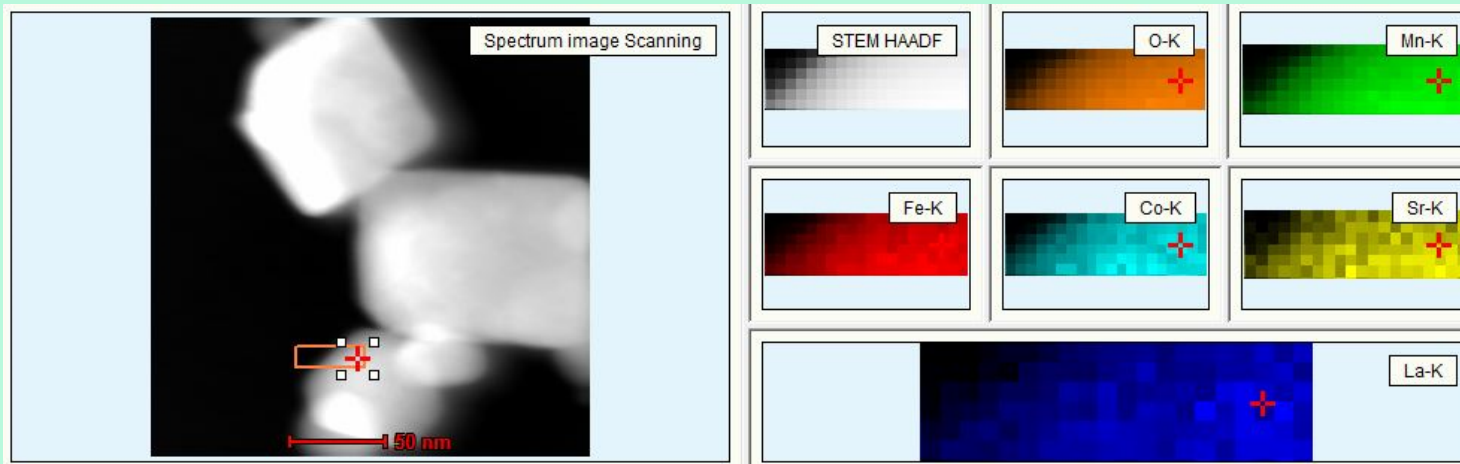 Spectrum image Scanning
50 nm
STEM HAADF
O-K
Mn-K
Fe-K
Co-K
Sr-K
La-K